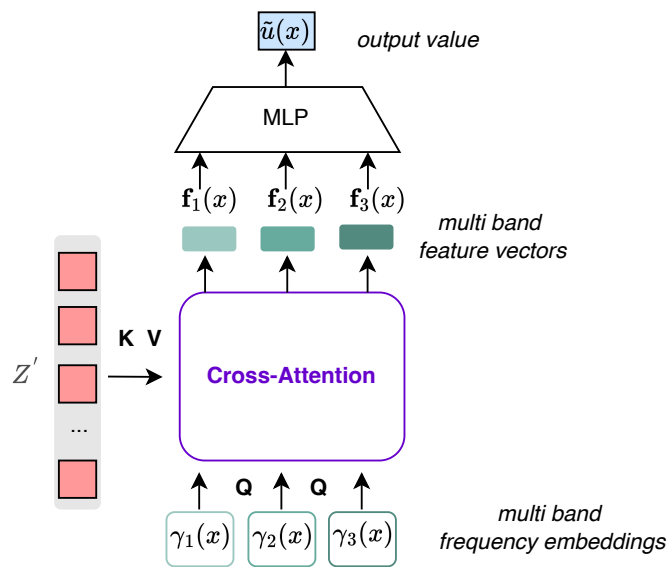 ũ(x)
output value
MLP
f₁(x) f₂(x) f₃(x)
multi band
feature vectors
K V
Z′
Cross-Attention
...
Q Q
γ₁(x) γ₂(x) γ₃(x)
multi band
frequency embeddings